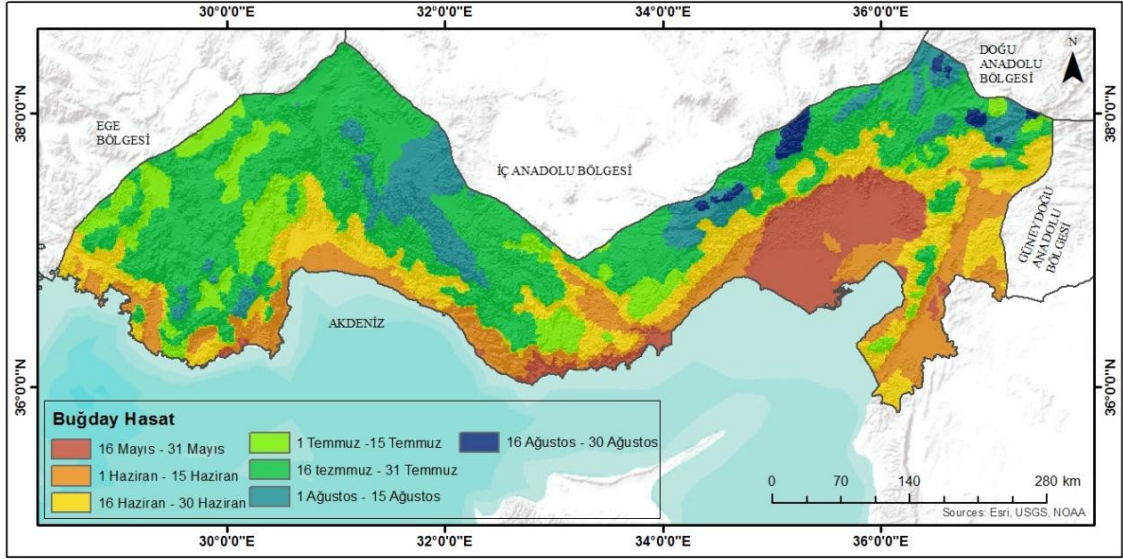 30°0'0"E 32°0'0"E 34°0'0"E 36°0'0"E
DOĞU
ANADOLU
BÖLGESİ
N
38°0'0"N
38°0'0"N
EGE
BÖLGESİ
İÇ ANADOLU BÖLGESİ
GÜNEYDOĞU
ANADOLU
BÖLGESİ
AKDENİZ
36°0'0"N
36°0'0"N
Buğday Hasat
16 Mayıs - 31 Mayıs
1 Haziran - 15 Haziran
16 Haziran - 30 Haziran
1 Temmuz -15 Temmuz
16 tezmmuz - 31 Temmuz
1 Ağustos - 15 Ağustos
16 Ağustos - 30 Ağustos
0 70 140 280 km
Sources: Esri, USGS, NOAA
30°0'0"E 32°0'0"E 34°0'0"E 36°0'0"E